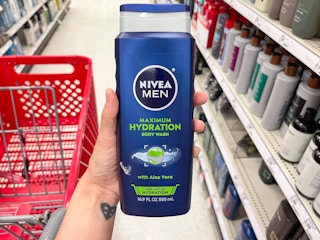 NIVEA
MEN
MAXIMUM
HYDRATION
BODY WASH
with Aloe Vera
HYDRATION
16.9 FL OZ 500 mL